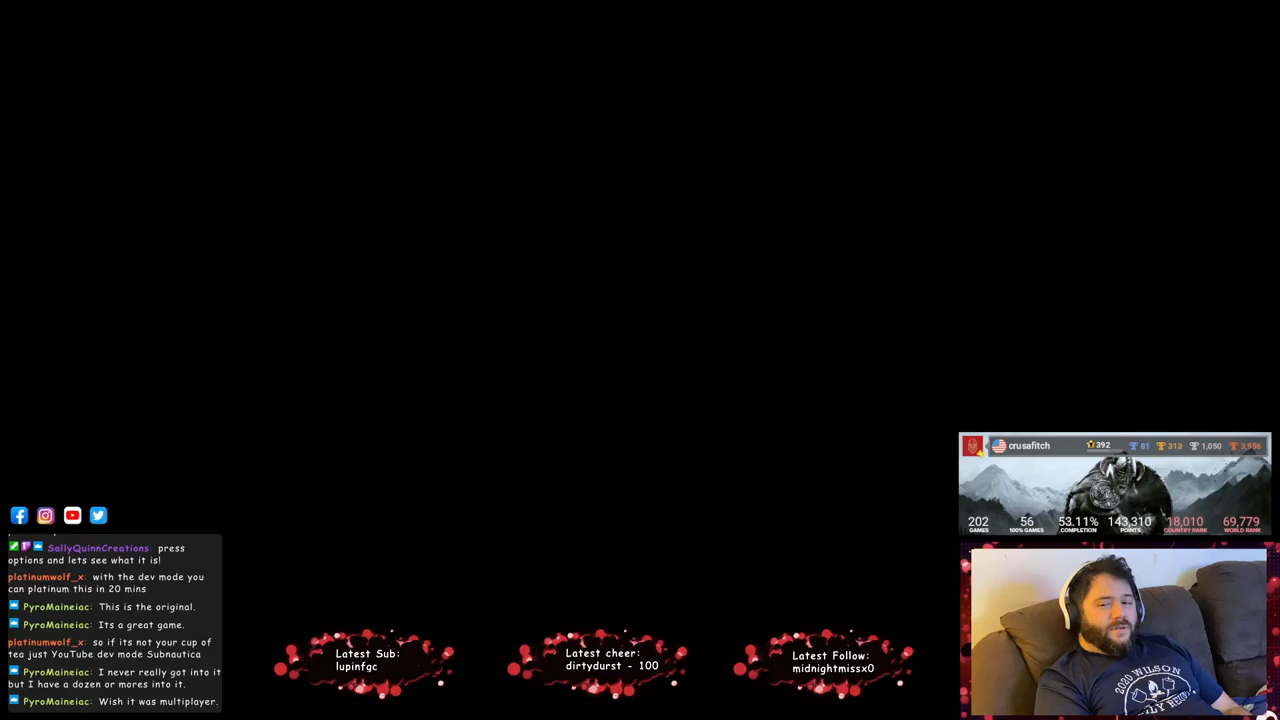 crusafitch 392 81 313 1,050 3,956
202 56 53.11% 143,310 18,010 69,779
GAMES 100% GAMES COMPLETION POINTS COUNTRY RANK WORLD RANK
SallyQuinnCreations: press
options and lets see what it is!
platinumwolf_x: with the dev mode you
can platinum this in 20 mins
PyroMaineiac: This is the original.
PyroMaineiac: Its a great game.
platinumwolf_x: so if its not your cup of
tea just YouTube dev mode Subnautica
PyroMaineiac: I never really got into it
but I have a dozen or mores into it.
PyroMaineiac: Wish it was multiplayer.
Latest Sub:
lupinfgc
Latest cheer:
dirtydurst - 100
Latest Follow:
midnightmissx0
2020 WILSON